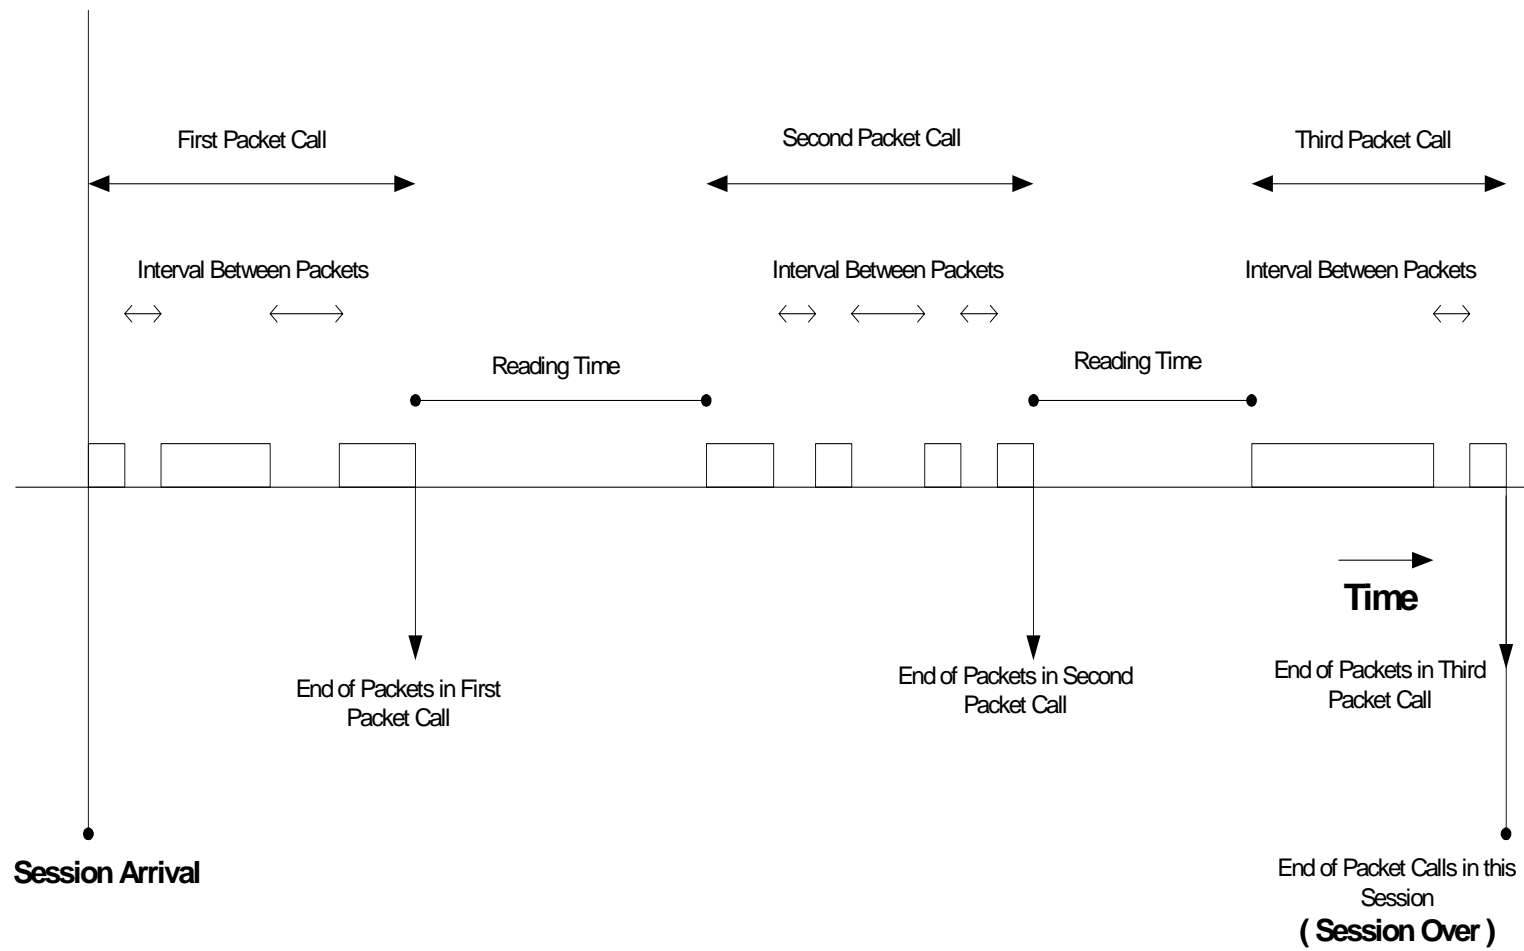 First Packet Call
Second Packet Call
Third Packet Call
Interval Between Packets
Interval Between Packets
Interval Between Packets
Reading Time
Reading Time
Time
End of Packets in First
Packet Call
End of Packets in Second
Packet Call
End of Packets in Third
Packet Call
Session Arrival
End of Packet Calls in this
Session
( Session Over )